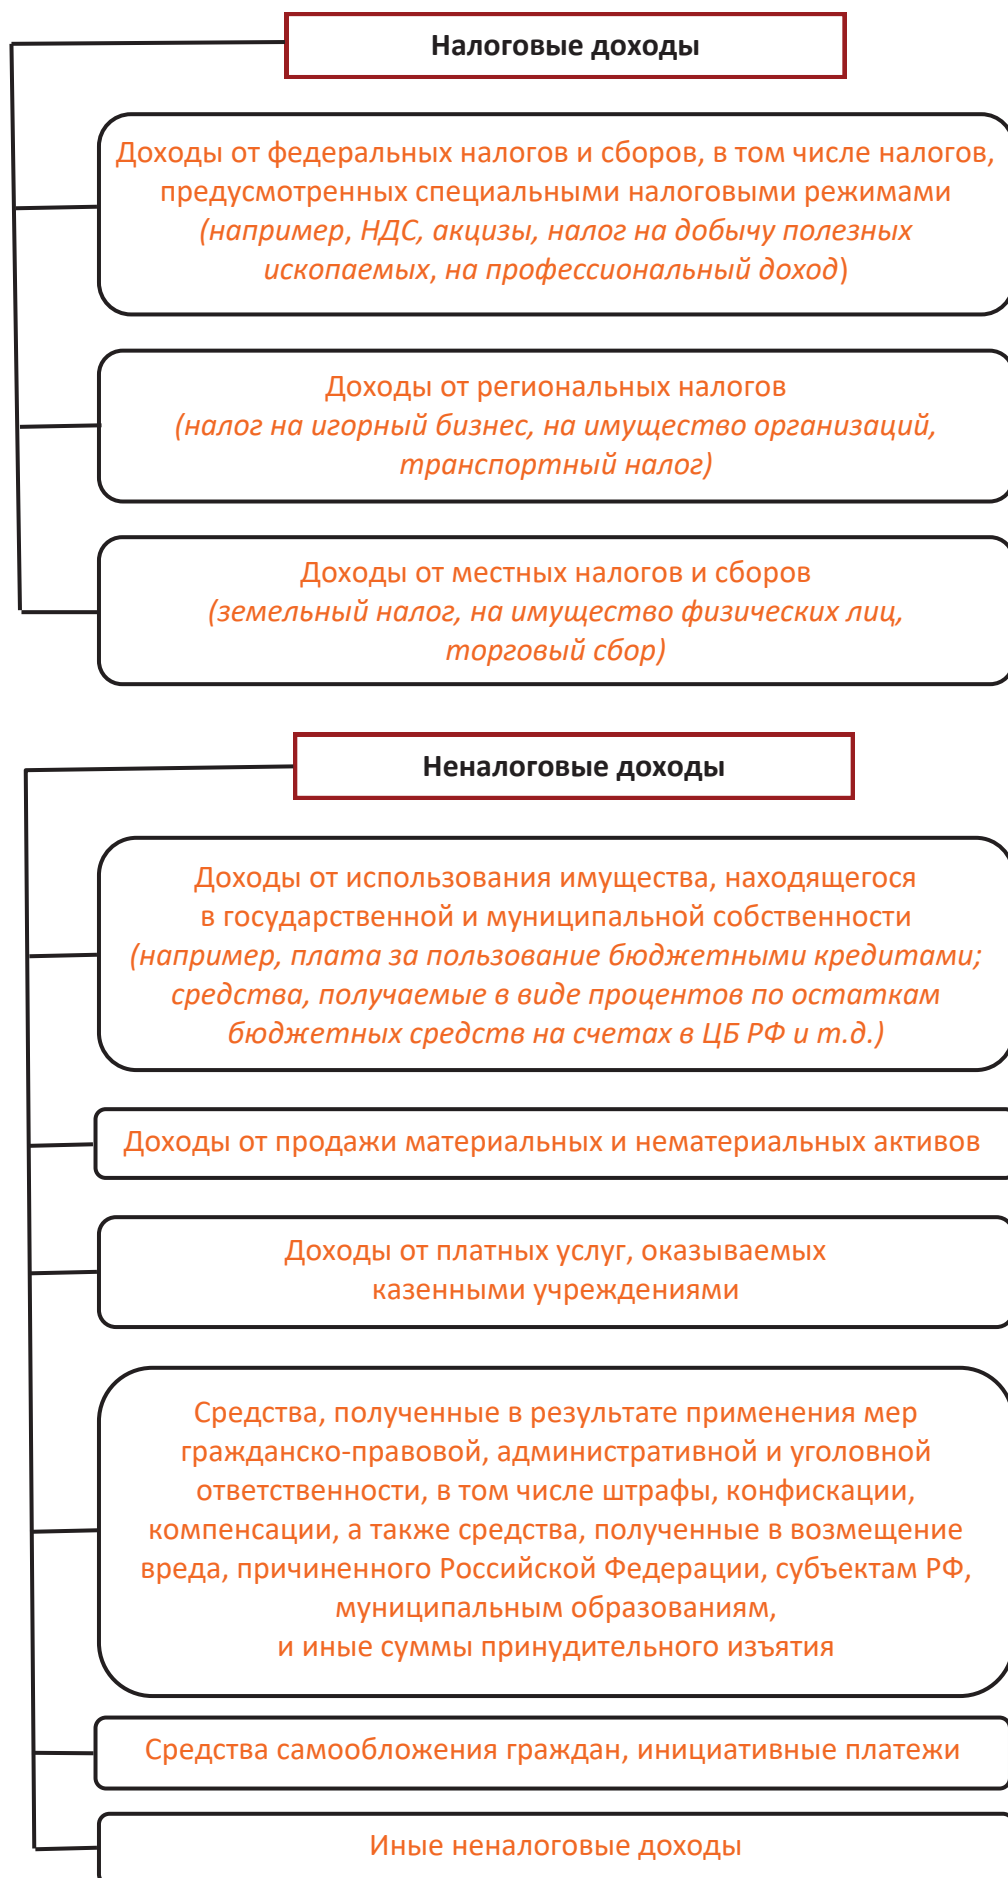 Налоговые доходы
Доходы от федеральных налогов и сборов, в том числе налогов,
предусмотренных специальными налоговыми режимами
(например, НДС, акцизы, налог на добычу полезных
ископаемых, на профессиональный доход)
Доходы от региональных налогов
(налог на игорный бизнес, на имущество организаций,
транспортный налог)
Доходы от местных налогов и сборов
(земельный налог, на имущество физических лиц,
торговый сбор)
Неналоговые доходы
Доходы от использования имущества, находящегося
в государственной и муниципальной собственности
(например, плата за пользование бюджетными кредитами;
средства, получаемые в виде процентов по остаткам
бюджетных средств на счетах в ЦБ РФ и т.д.)
Доходы от продажи материальных и нематериальных активов
Доходы от платных услуг, оказываемых
казенными учреждениями
Средства, полученные в результате применения мер
гражданско-правовой, административной и уголовной
ответственности, в том числе штрафы, конфискации,
компенсации, а также средства, полученные в возмещение
вреда, причиненного Российской Федерации, субъектам РФ,
муниципальным образованиям,
и иные суммы принудительного изъятия
Средства самообложения граждан, инициативные платежи
Иные неналоговые доходы